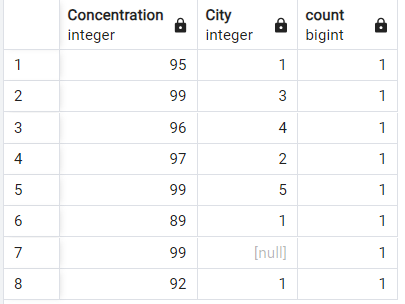 Concentration City count
integer integer bigint
1 95 1 1
2 99 3 1
3 96 4 1
4 97 2 1
5 99 5 1
6 89 1 1
7 99 [null] 1
8 92 1 1